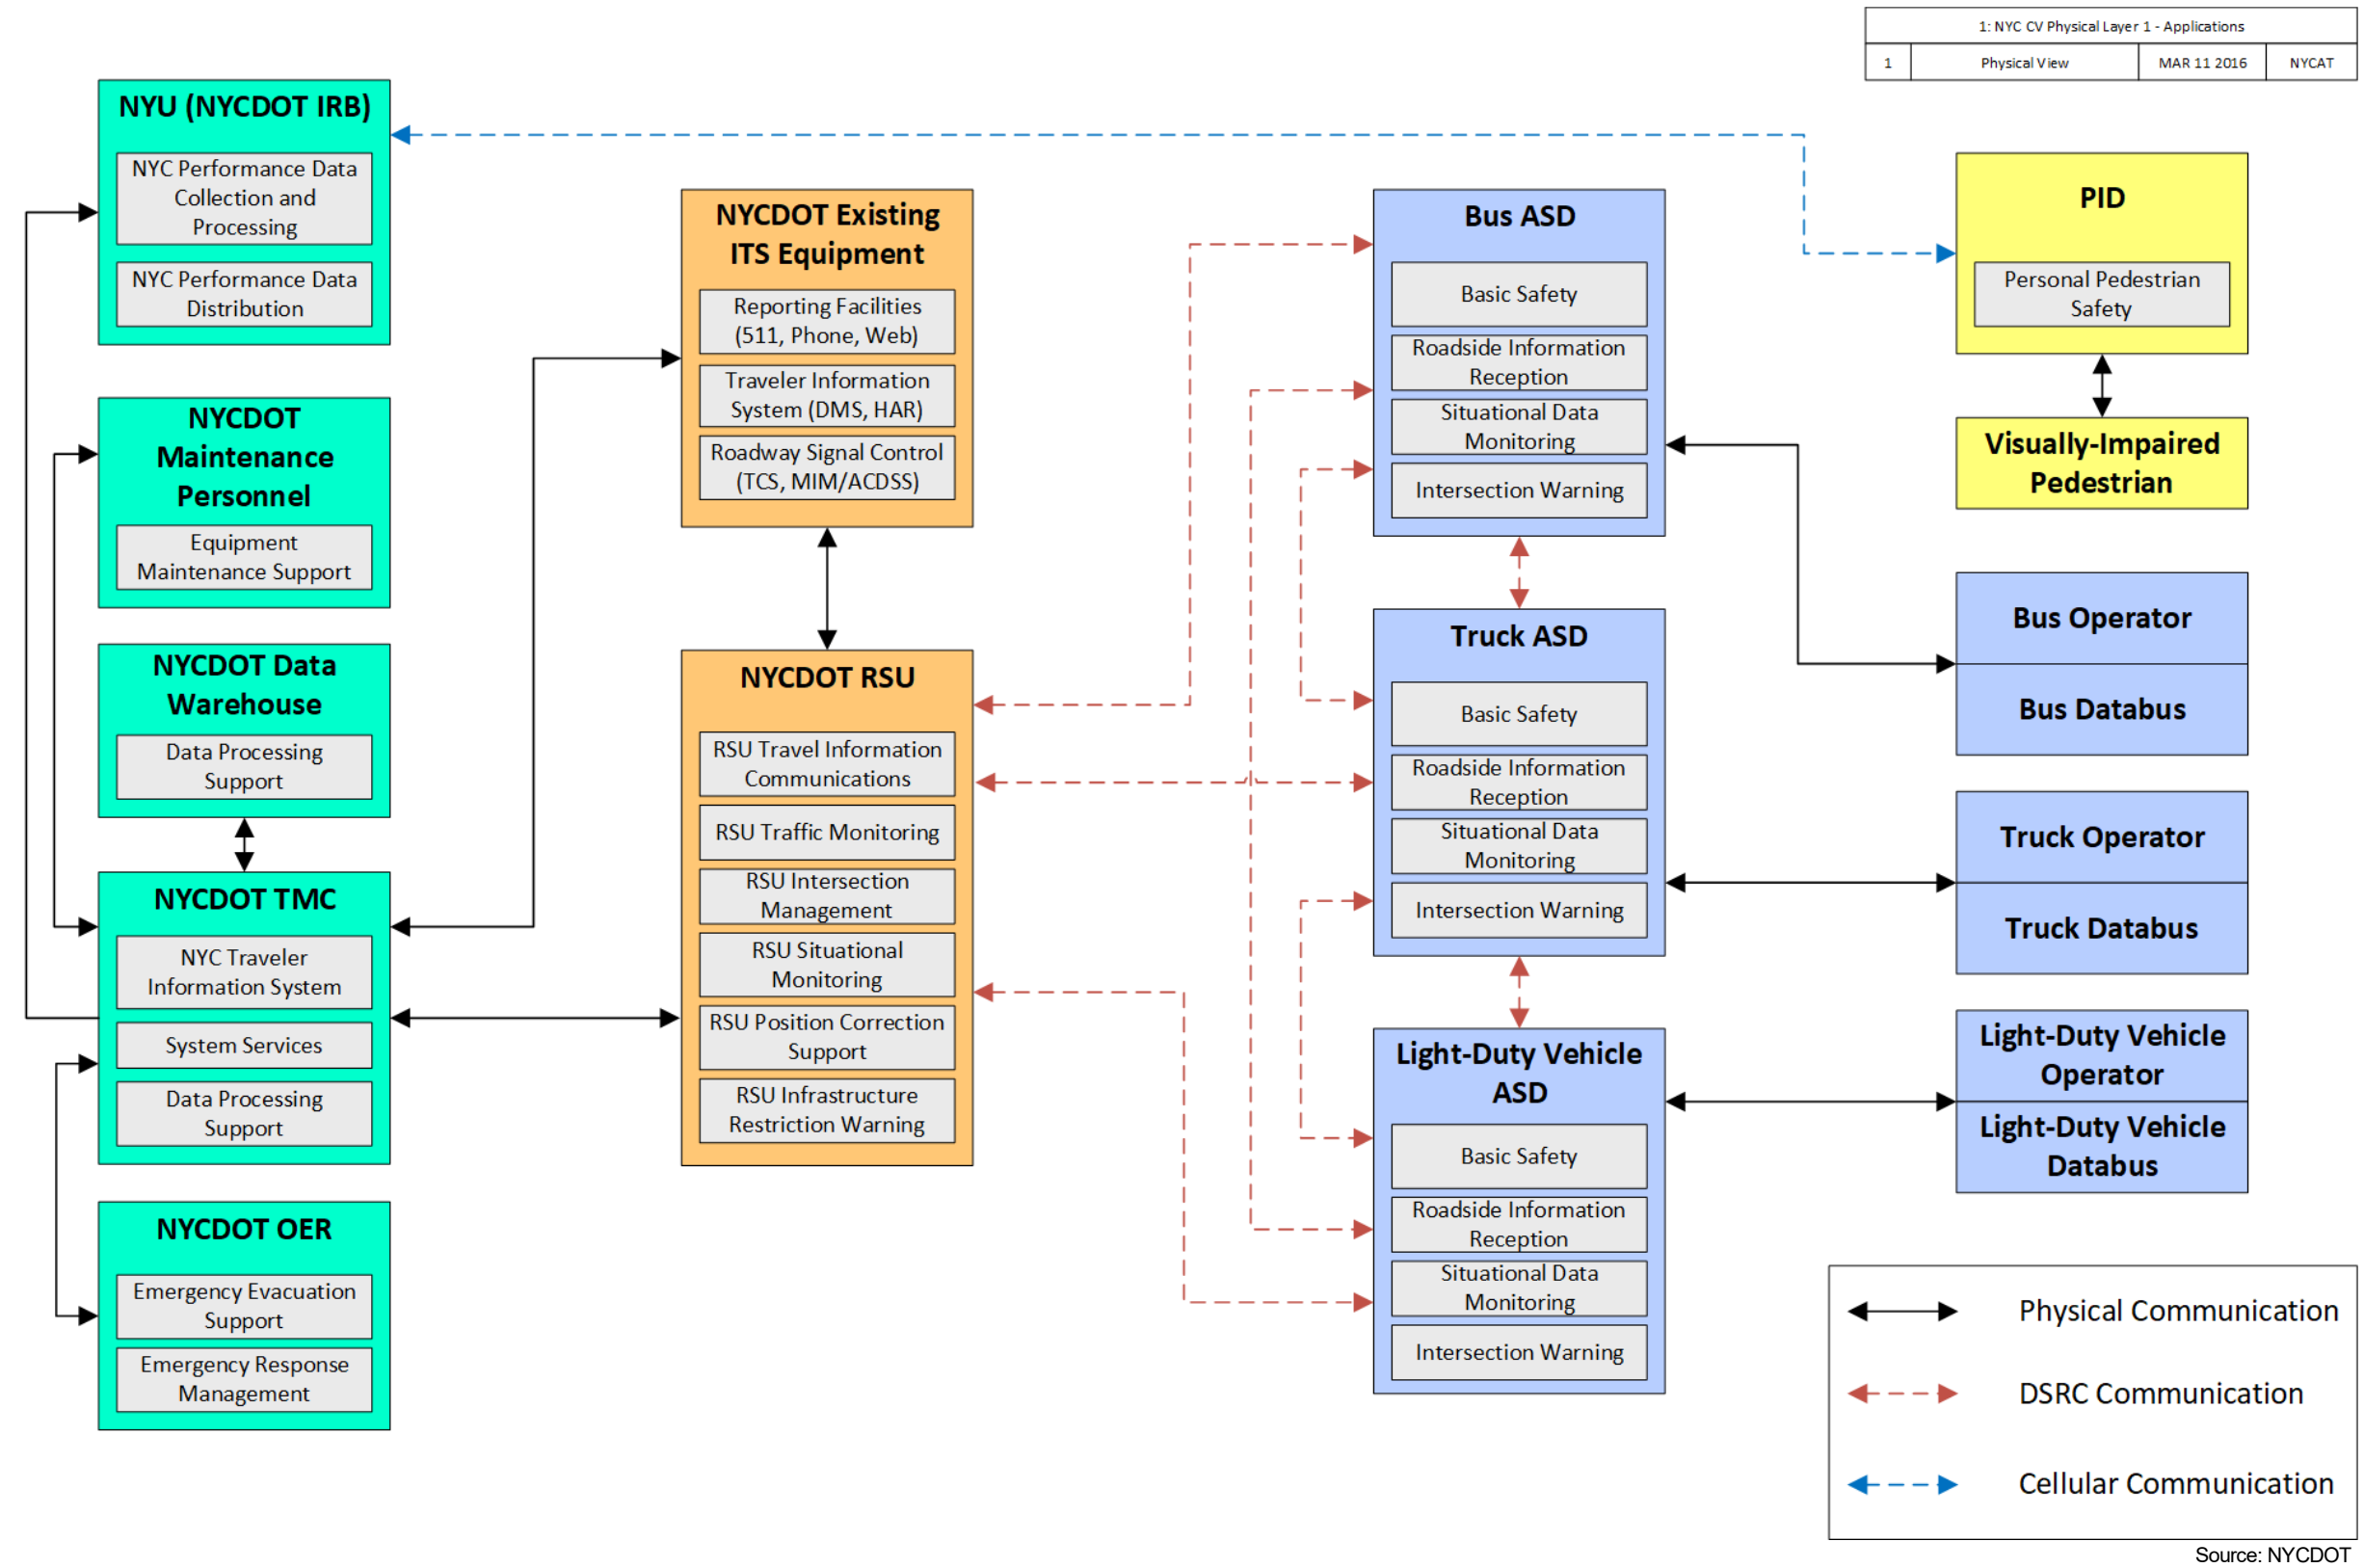 1: NYC CV Physical Layer 1 - Applications
1 Physical View MAR 11 2016 NYCAT
NYU (NYCDOT IRB)
NYC Performance Data
Collection and
Processing
NYC Performance Data
Distribution
NYCDOT
Maintenance
Personnel
Equipment
Maintenance Support
NYCDOT Data
Warehouse
Data Processing
Support
NYCDOT TMC
NYC Traveler
Information System
System Services
Data Processing
Support
NYCDOT OER
Emergency Evacuation
Support
Emergency Response
Management
NYCDOT Existing
ITS Equipment
Reporting Facilities
(511, Phone, Web)
Traveler Information
System (DMS, HAR)
Roadway Signal Control
(TCS, MIM/ACDSS)
NYCDOT RSU
RSU Travel Information
Communications
RSU Traffic Monitoring
RSU Intersection
Management
RSU Situational
Monitoring
RSU Position Correction
Support
RSU Infrastructure
Restriction Warning
Bus ASD
Basic Safety
Roadside Information
Reception
Situational Data
Monitoring
Intersection Warning
Truck ASD
Basic Safety
Roadside Information
Reception
Situational Data
Monitoring
Intersection Warning
Light-Duty Vehicle
ASD
Basic Safety
Roadside Information
Reception
Situational Data
Monitoring
Intersection Warning
PID
Personal Pedestrian
Safety
Visually-Impaired
Pedestrian
Bus Operator
Bus Databus
Truck Operator
Truck Databus
Light-Duty Vehicle
Operator
Light-Duty Vehicle
Databus
Physical Communication
DSRC Communication
Cellular Communication
Source: NYCDOT